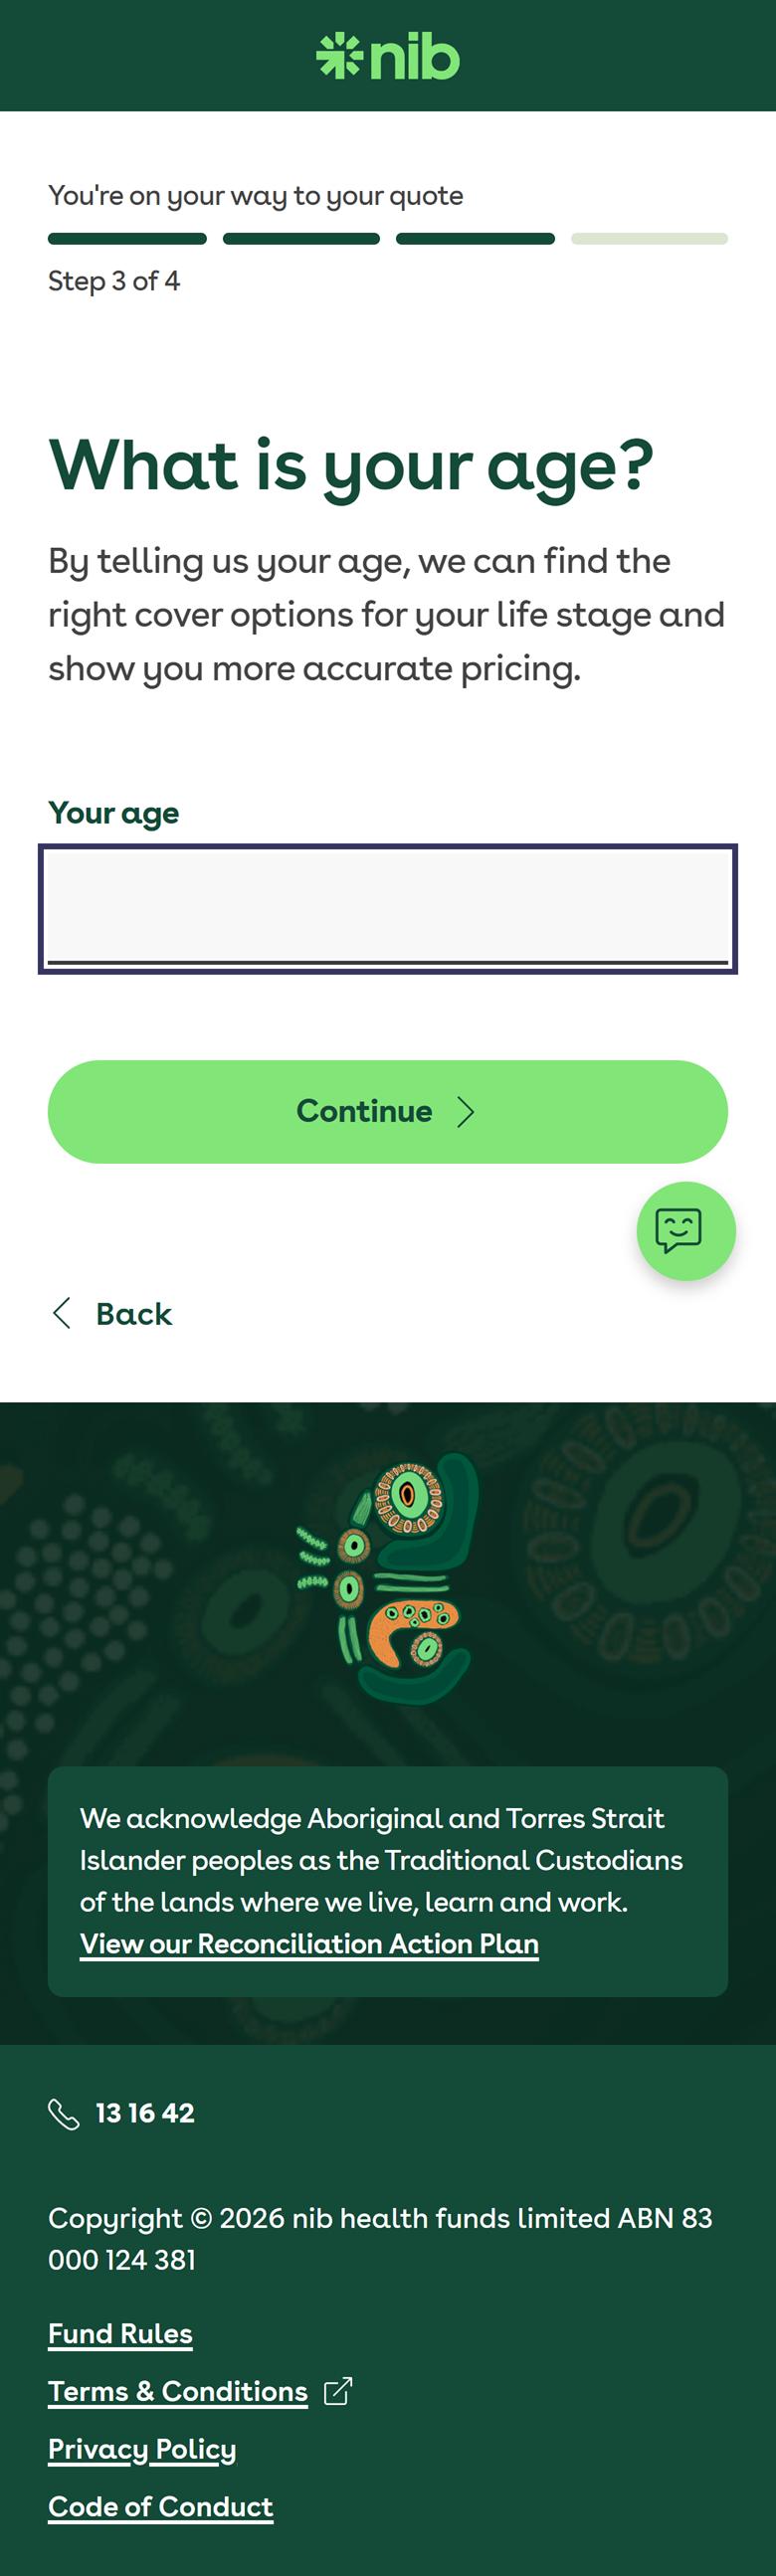 nib
You're on your way to your quote
Step 3 of 4
What is your age?
By telling us your age, we can find the
right cover options for your life stage and
show you more accurate pricing.
Your age
Continue
Back
We acknowledge Aboriginal and Torres Strait
Islander peoples as the Traditional Custodians
of the lands where we live, learn and work.
View our Reconciliation Action Plan
13 16 42
Copyright © 2026 nib health funds limited ABN 83
000 124 381
Fund Rules
Terms & Conditions
Privacy Policy
Code of Conduct